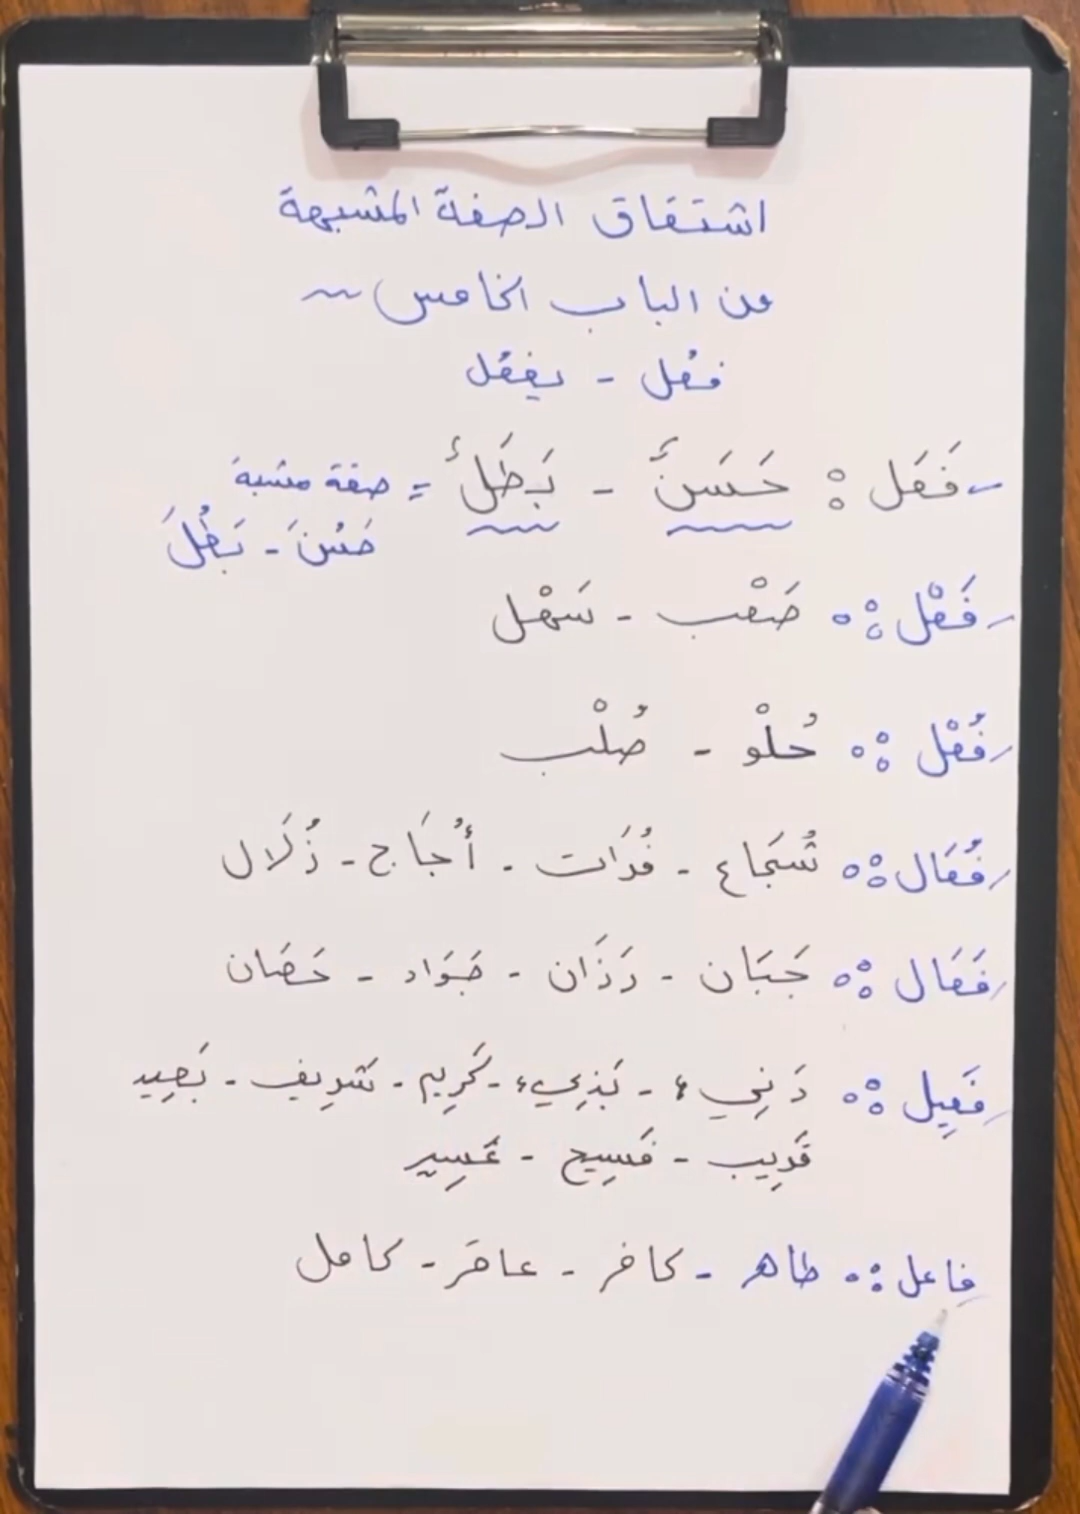 اشتقاق الصفة المشبهة
من الباب الخامس
فعُل - يفعُل
- فَعَل : حَسَنٌ - بَطَلٌ = صفة مشبهة
حَسُنَ - بَطُلَ
- فَعْل : صَعْب - سَهْل
- فُعْل : حُلْو - صُلْب
- فُعَال : شُجَاع - فُرَات - أُجَاج - زُلَال
- فَعَال : جَبَان - رَزَان - جَوَاد - حَصَان
- فَعِيل : دَنِيء - بَذِيء - كَرِيم - شَرِيف - بَعِيد
قَرِيب - فَسِيح - عَسِير
فاعل : طاهر - كافر - عاقر - كامل